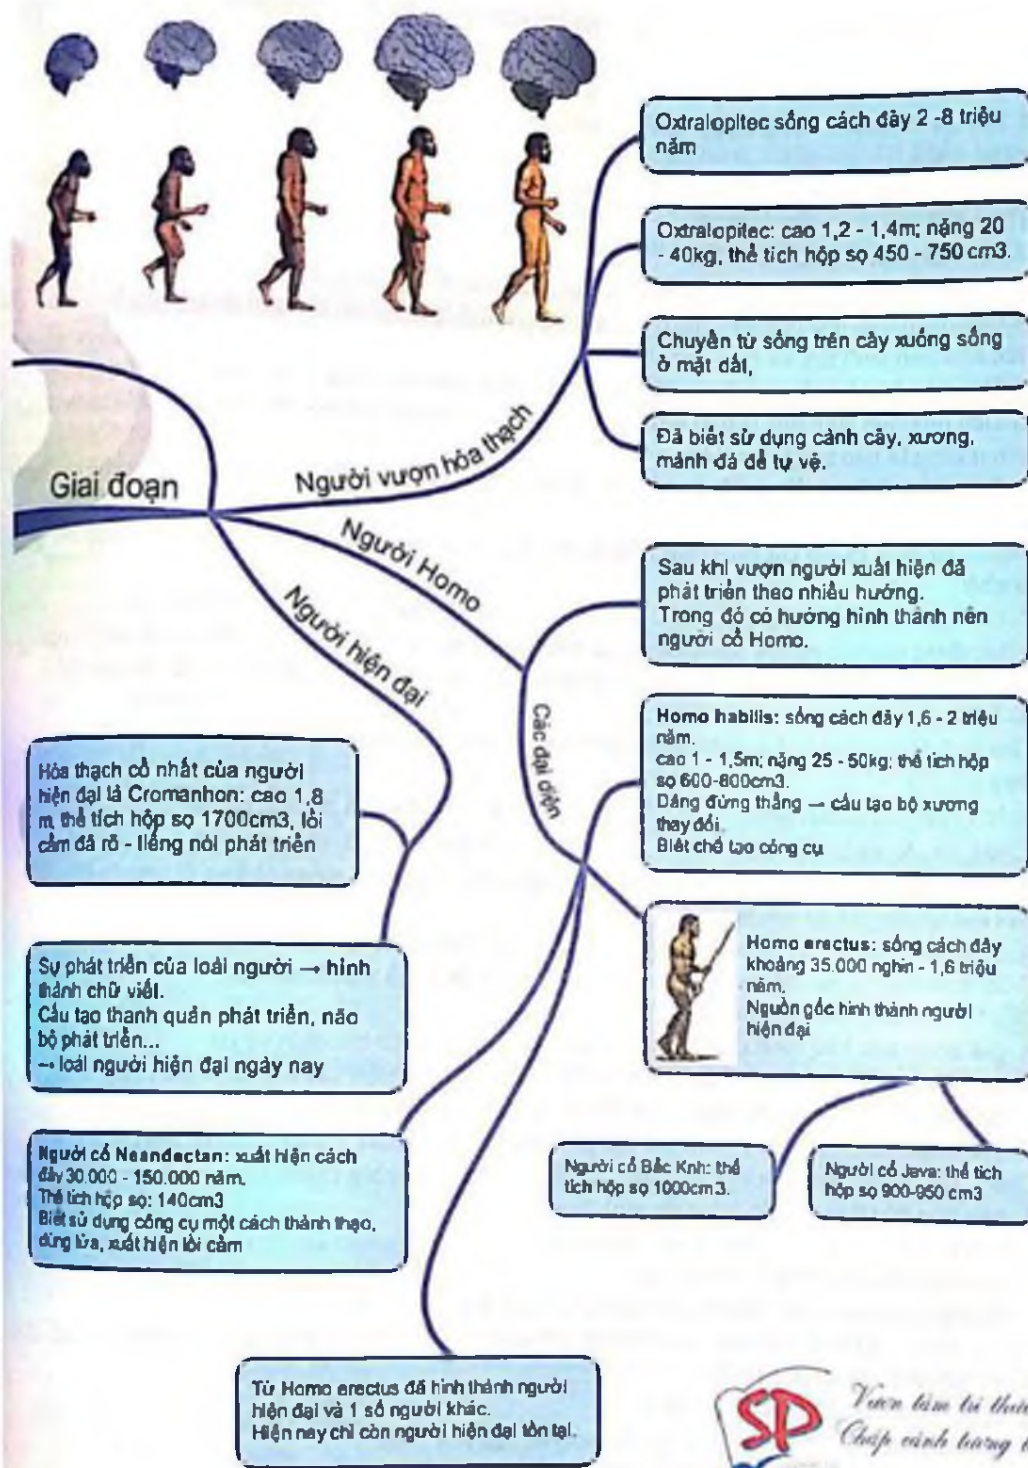 Oxtralopitec sống cách đây 2 -8 triệu
năm
Oxtralopitec: cao 1,2 - 1,4m; nặng 20
- 40kg, thể tích hộp sọ 450 - 750 cm3.
Chuyển từ sống trên cây xuống sống
ở mặt đất,
Đã biết sử dụng cành cây, xương,
mảnh đá để tự vệ.
Giai đoạn
Người vượn hóa thạch
Người Homo
Người hiện đại
Các đại diện
Sau khi vượn người xuất hiện đã
phát triển theo nhiều hướng.
Trong đó có hướng hình thành nên
người cổ Homo.
Homo habilis: sống cách đây 1,6 - 2 triệu
năm.
cao 1 - 1,5m; nặng 25 - 50kg; thể tích hộp
sọ 600-800cm3.
Dáng đứng thẳng → cấu tạo bộ xương
thay đổi.
Biết chế tạo công cụ
Hóa thạch cổ nhất của người
hiện đại là Cromanhon: cao 1,8
m, thể tích hộp sọ 1700cm3, lồi
cằm đã rõ - tiếng nói phát triển
Homo erectus: sống cách đây
khoảng 35.000 nghìn - 1,6 triệu
năm.
Nguồn gốc hình thành người
hiện đại
Sự phát triển của loài người → hình
thành chữ viết.
Cấu tạo thanh quản phát triển, não
bộ phát triển...
→ loài người hiện đại ngày nay
Người cổ Neandectan: xuất hiện cách
đây 30.000 - 150.000 năm.
Thể tích hộp sọ: 140cm3
Biết sử dụng công cụ một cách thành thạo,
dùng lửa, xuất hiện lồi cằm
Người cổ Bắc Knh: thể
tích hộp sọ 1000cm3.
Người cổ Java: thể tích
hộp sọ 900-950 cm3
Từ Homo erectus đã hình thành người
hiện đại và 1 số người khác.
Hiện nay chỉ còn người hiện đại tồn tại.
SP
Vươn tầm tri thức
Chắp cánh tương